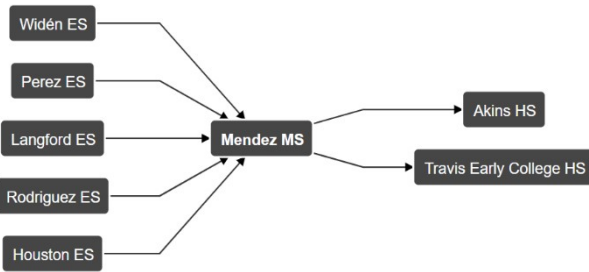 Widén ES
Perez ES
Langford ES
Rodriguez ES
Houston ES
Mendez MS
Akins HS
Travis Early College HS